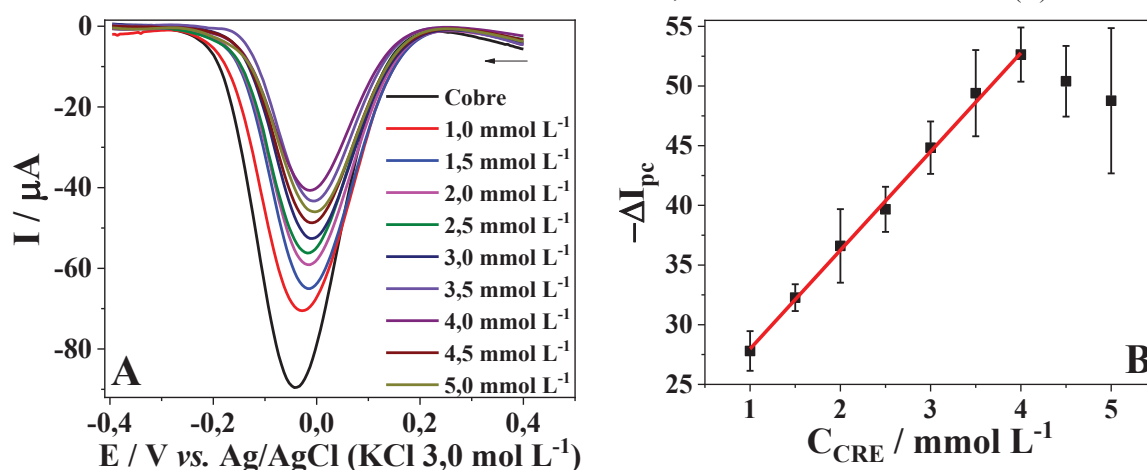 0
-20
-40
-60
-80
I / μA
Cobre
1,0 mmol L⁻¹
1,5 mmol L⁻¹
2,0 mmol L⁻¹
2,5 mmol L⁻¹
3,0 mmol L⁻¹
3,5 mmol L⁻¹
4,0 mmol L⁻¹
4,5 mmol L⁻¹
5,0 mmol L⁻¹
A
-0,4 -0,2 0,0 0,2 0,4
E / V vs. Ag/AgCl (KCl 3,0 mol L⁻¹)
55
50
45
40
35
30
25
−ΔIpc
B
1 2 3 4 5
C_CRE / mmol L⁻¹